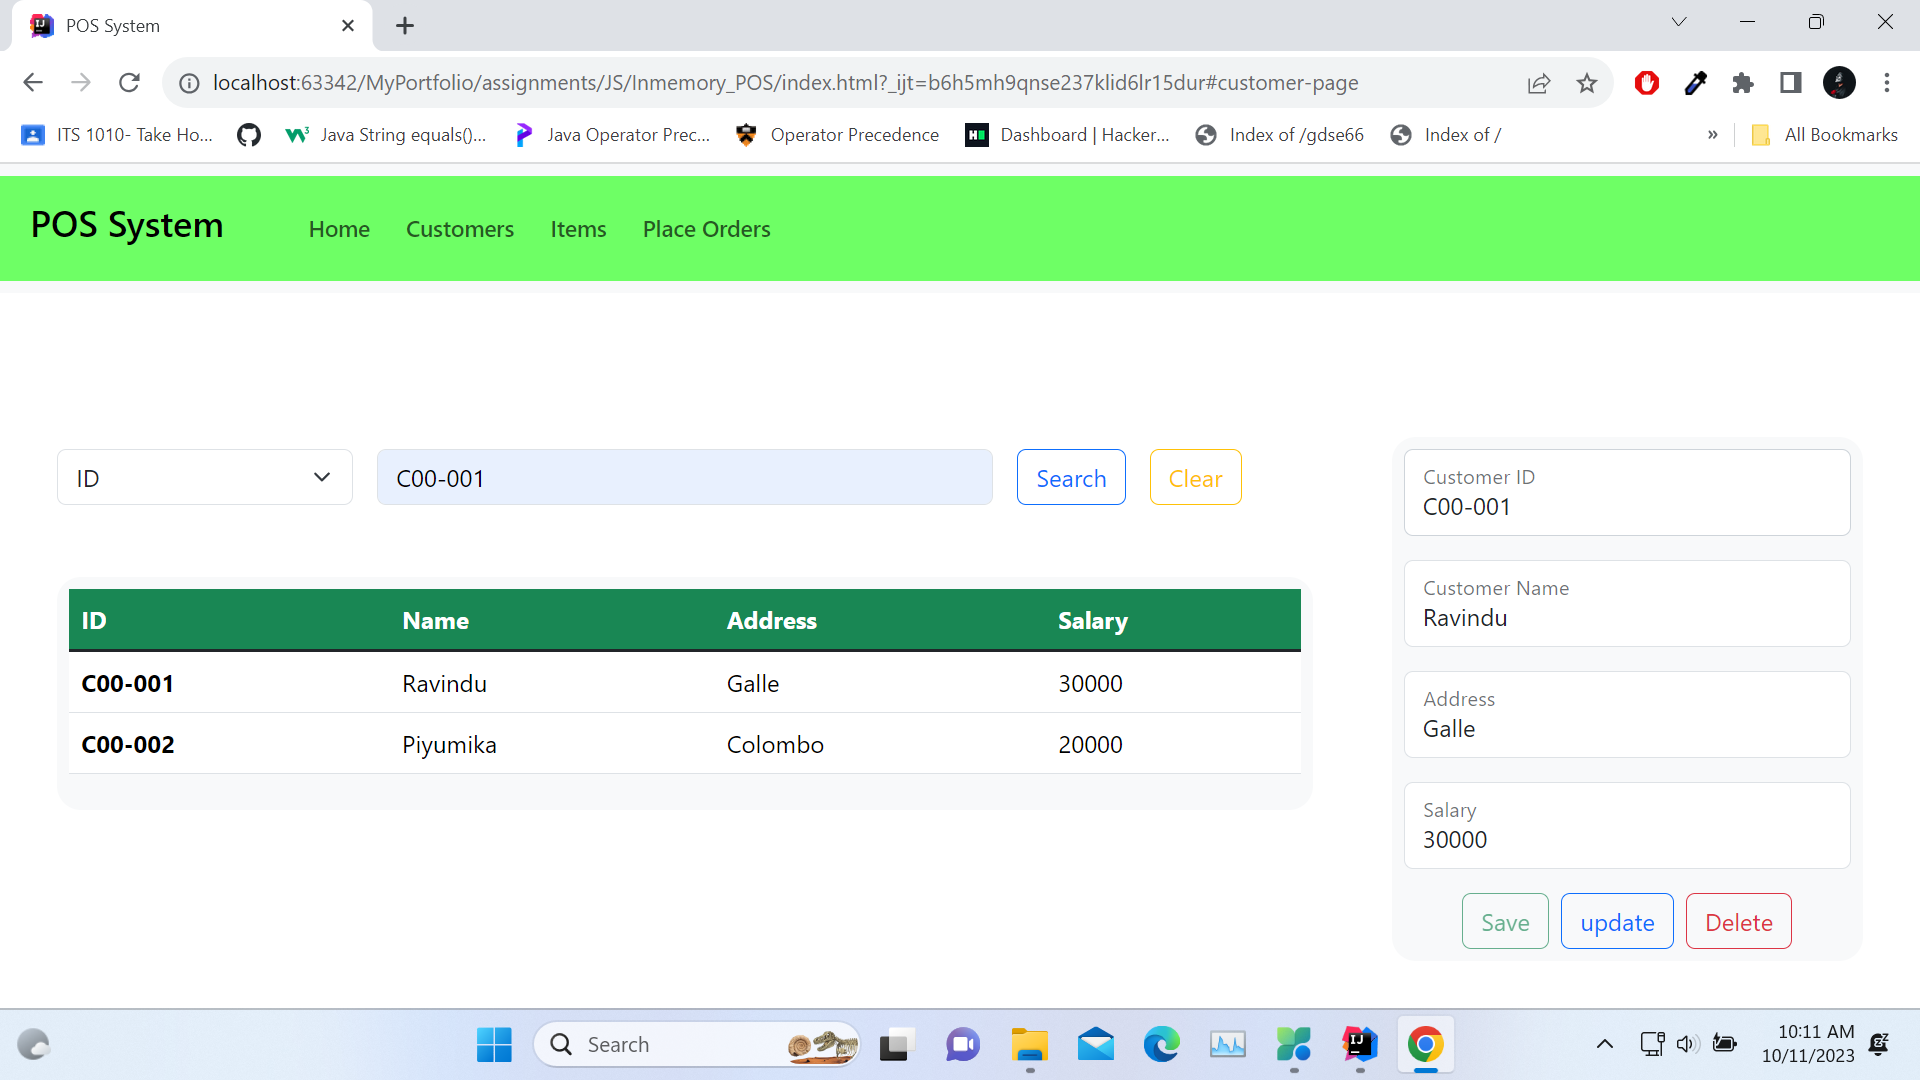 POS System
localhost:63342/MyPortfolio/assignments/JS/Inmemory_POS/index.html?_ijt=b6h5mh9qnse237klid6lr15dur#customer-page
ITS 1010- Take Ho... Java String equals()... Java Operator Prec... Operator Precedence Dashboard | Hacker... Index of /gdse66 Index of / » All Bookmarks
POS System Home Customers Items Place Orders
ID C00-001 Search Clear
Customer ID
C00-001
Customer Name
Ravindu
Address
Galle
Salary
30000
Save update Delete
ID Name Address Salary
C00-001 Ravindu Galle 30000
C00-002 Piyumika Colombo 20000
Search
10:11 AM
10/11/2023